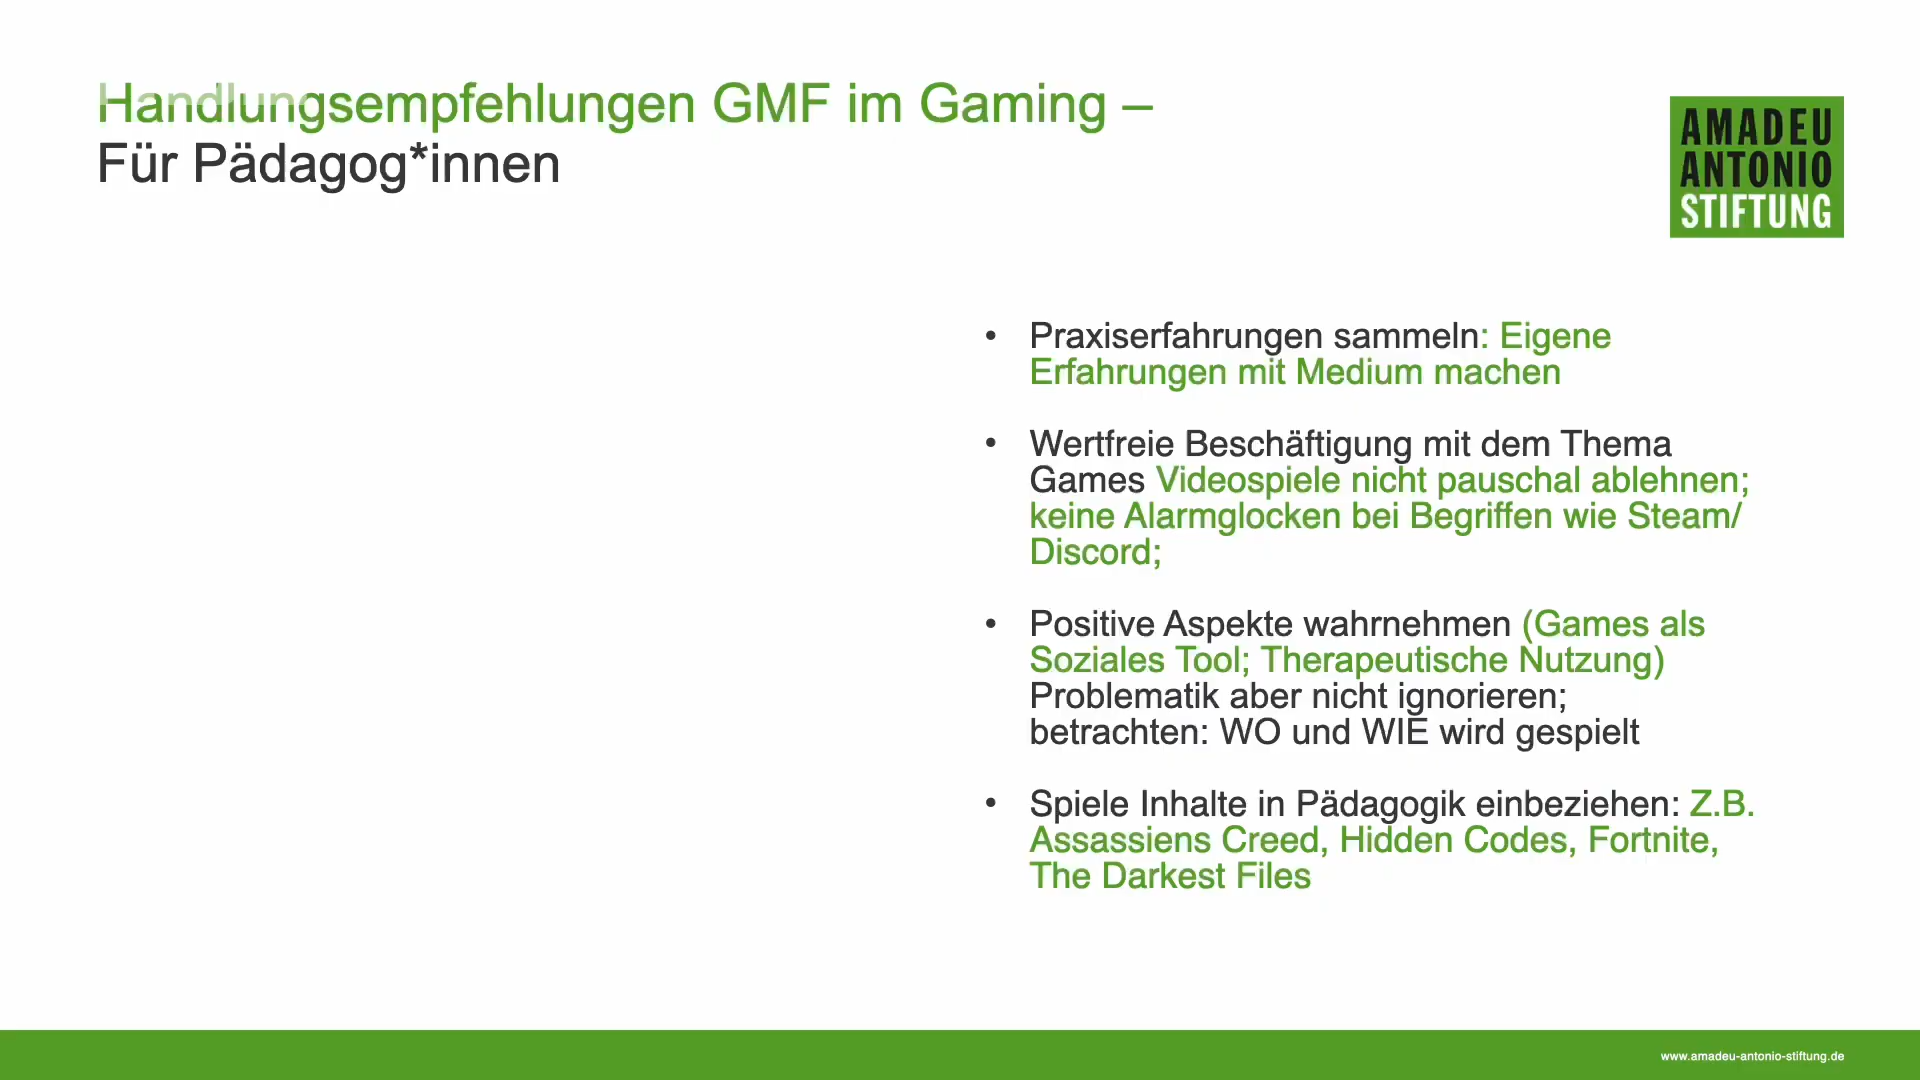 Handlungsempfehlungen GMF im Gaming –
Für Pädagog*innen
AMADEU
ANTONIO
STIFTUNG
• Praxiserfahrungen sammeln: Eigene
Erfahrungen mit Medium machen
• Wertfreie Beschäftigung mit dem Thema
Games Videospiele nicht pauschal ablehnen;
keine Alarmglocken bei Begriffen wie Steam/
Discord;
• Positive Aspekte wahrnehmen (Games als
Soziales Tool; Therapeutische Nutzung)
Problematik aber nicht ignorieren;
betrachten: WO und WIE wird gespielt
• Spiele Inhalte in Pädagogik einbeziehen: Z.B.
Assassiens Creed, Hidden Codes, Fortnite,
The Darkest Files
www.amadeu-antonio-stiftung.de